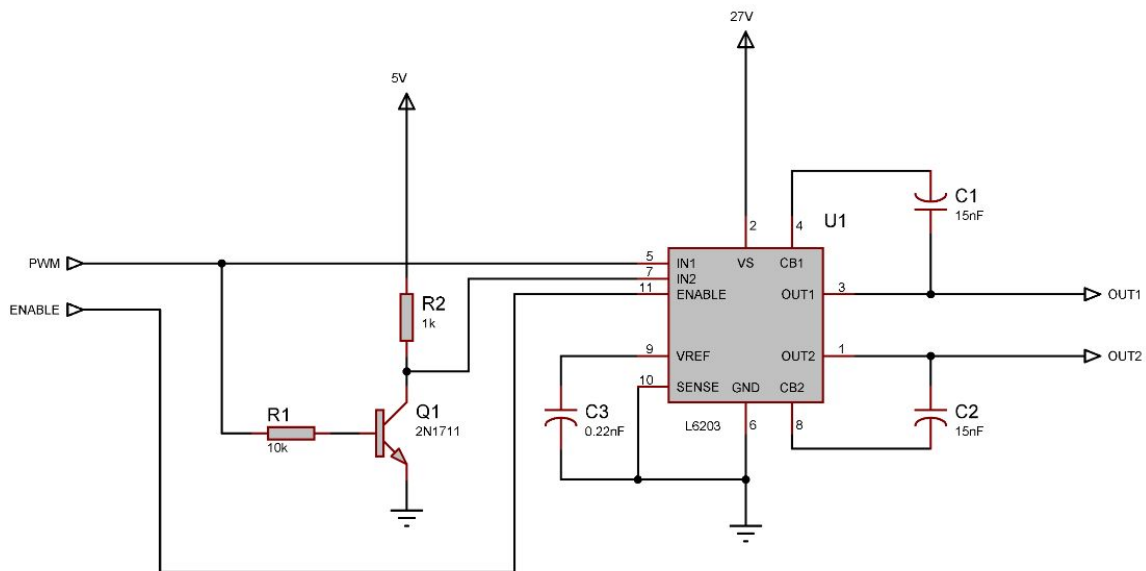 27V
5V
C1
15nF
2
4
U1
PWM
5
IN1
VS
CB1
7
IN2
ENABLE
11
ENABLE
OUT1
3
OUT1
R2
1k
9
VREF
OUT2
1
OUT2
10
SENSE
GND
CB2
R1
10k
Q1
2N1711
C3
0.22nF
L6203
6
8
C2
15nF